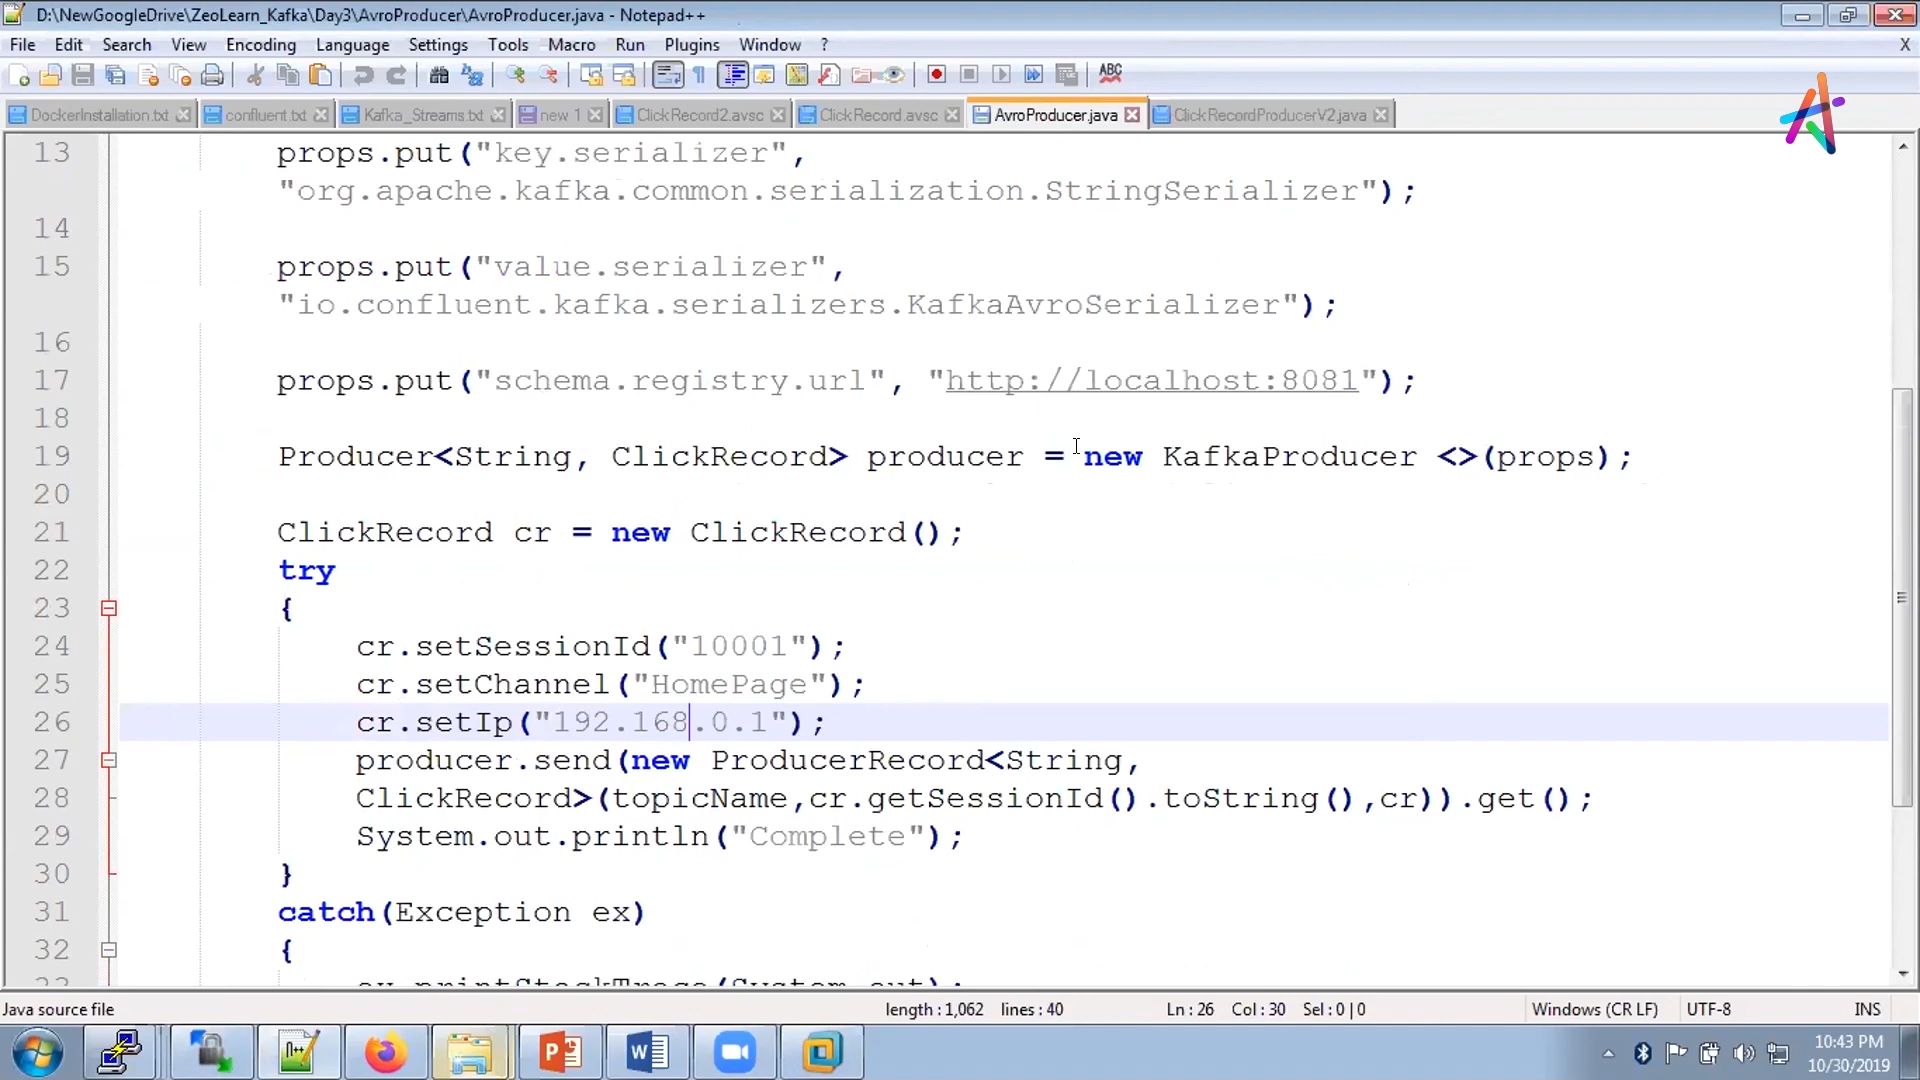 D:\NewGoogleDrive\ZeoLearn_Kafka\Day3\AvroProducer\AvroProducer.java - Notepad++
File Edit Search View Encoding Language Settings Tools Macro Run Plugins Window ? X
ABC
DockerInstallation.txt confluent.txt Kafka_Streams.txt new 1 ClickRecord2.avsc ClickRecord.avsc AvroProducer.java ClickRecordProducerV2.java
13 props.put("key.serializer",
"org.apache.kafka.common.serialization.StringSerializer");
14
15 props.put("value.serializer",
"io.confluent.kafka.serializers.KafkaAvroSerializer");
16
17 props.put("schema.registry.url", "http://localhost:8081");
18
19 Producer<String, ClickRecord> producer = new KafkaProducer <>(props);
20
21 ClickRecord cr = new ClickRecord();
22 try
23 {
24 cr.setSessionId("10001");
25 cr.setChannel("HomePage");
26 cr.setIp("192.168.0.1");
27 producer.send(new ProducerRecord<String,
28 ClickRecord>(topicName,cr.getSessionId().toString(),cr)).get();
29 System.out.println("Complete");
30 }
31 catch(Exception ex)
32 {
33 ex.printStackTrace(System.out);
Java source file length : 1,062 lines : 40 Ln : 26 Col : 30 Sel : 0 | 0 Windows (CR LF) UTF-8 INS
10:43 PM
10/30/2019